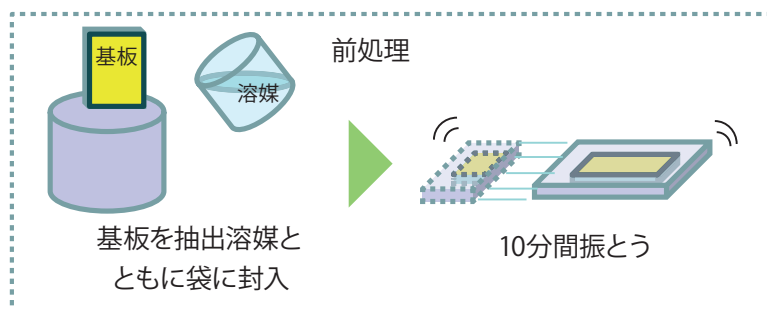 前処理
基板
溶媒
基板を抽出溶媒と
ともに袋に封入
10分間振とう